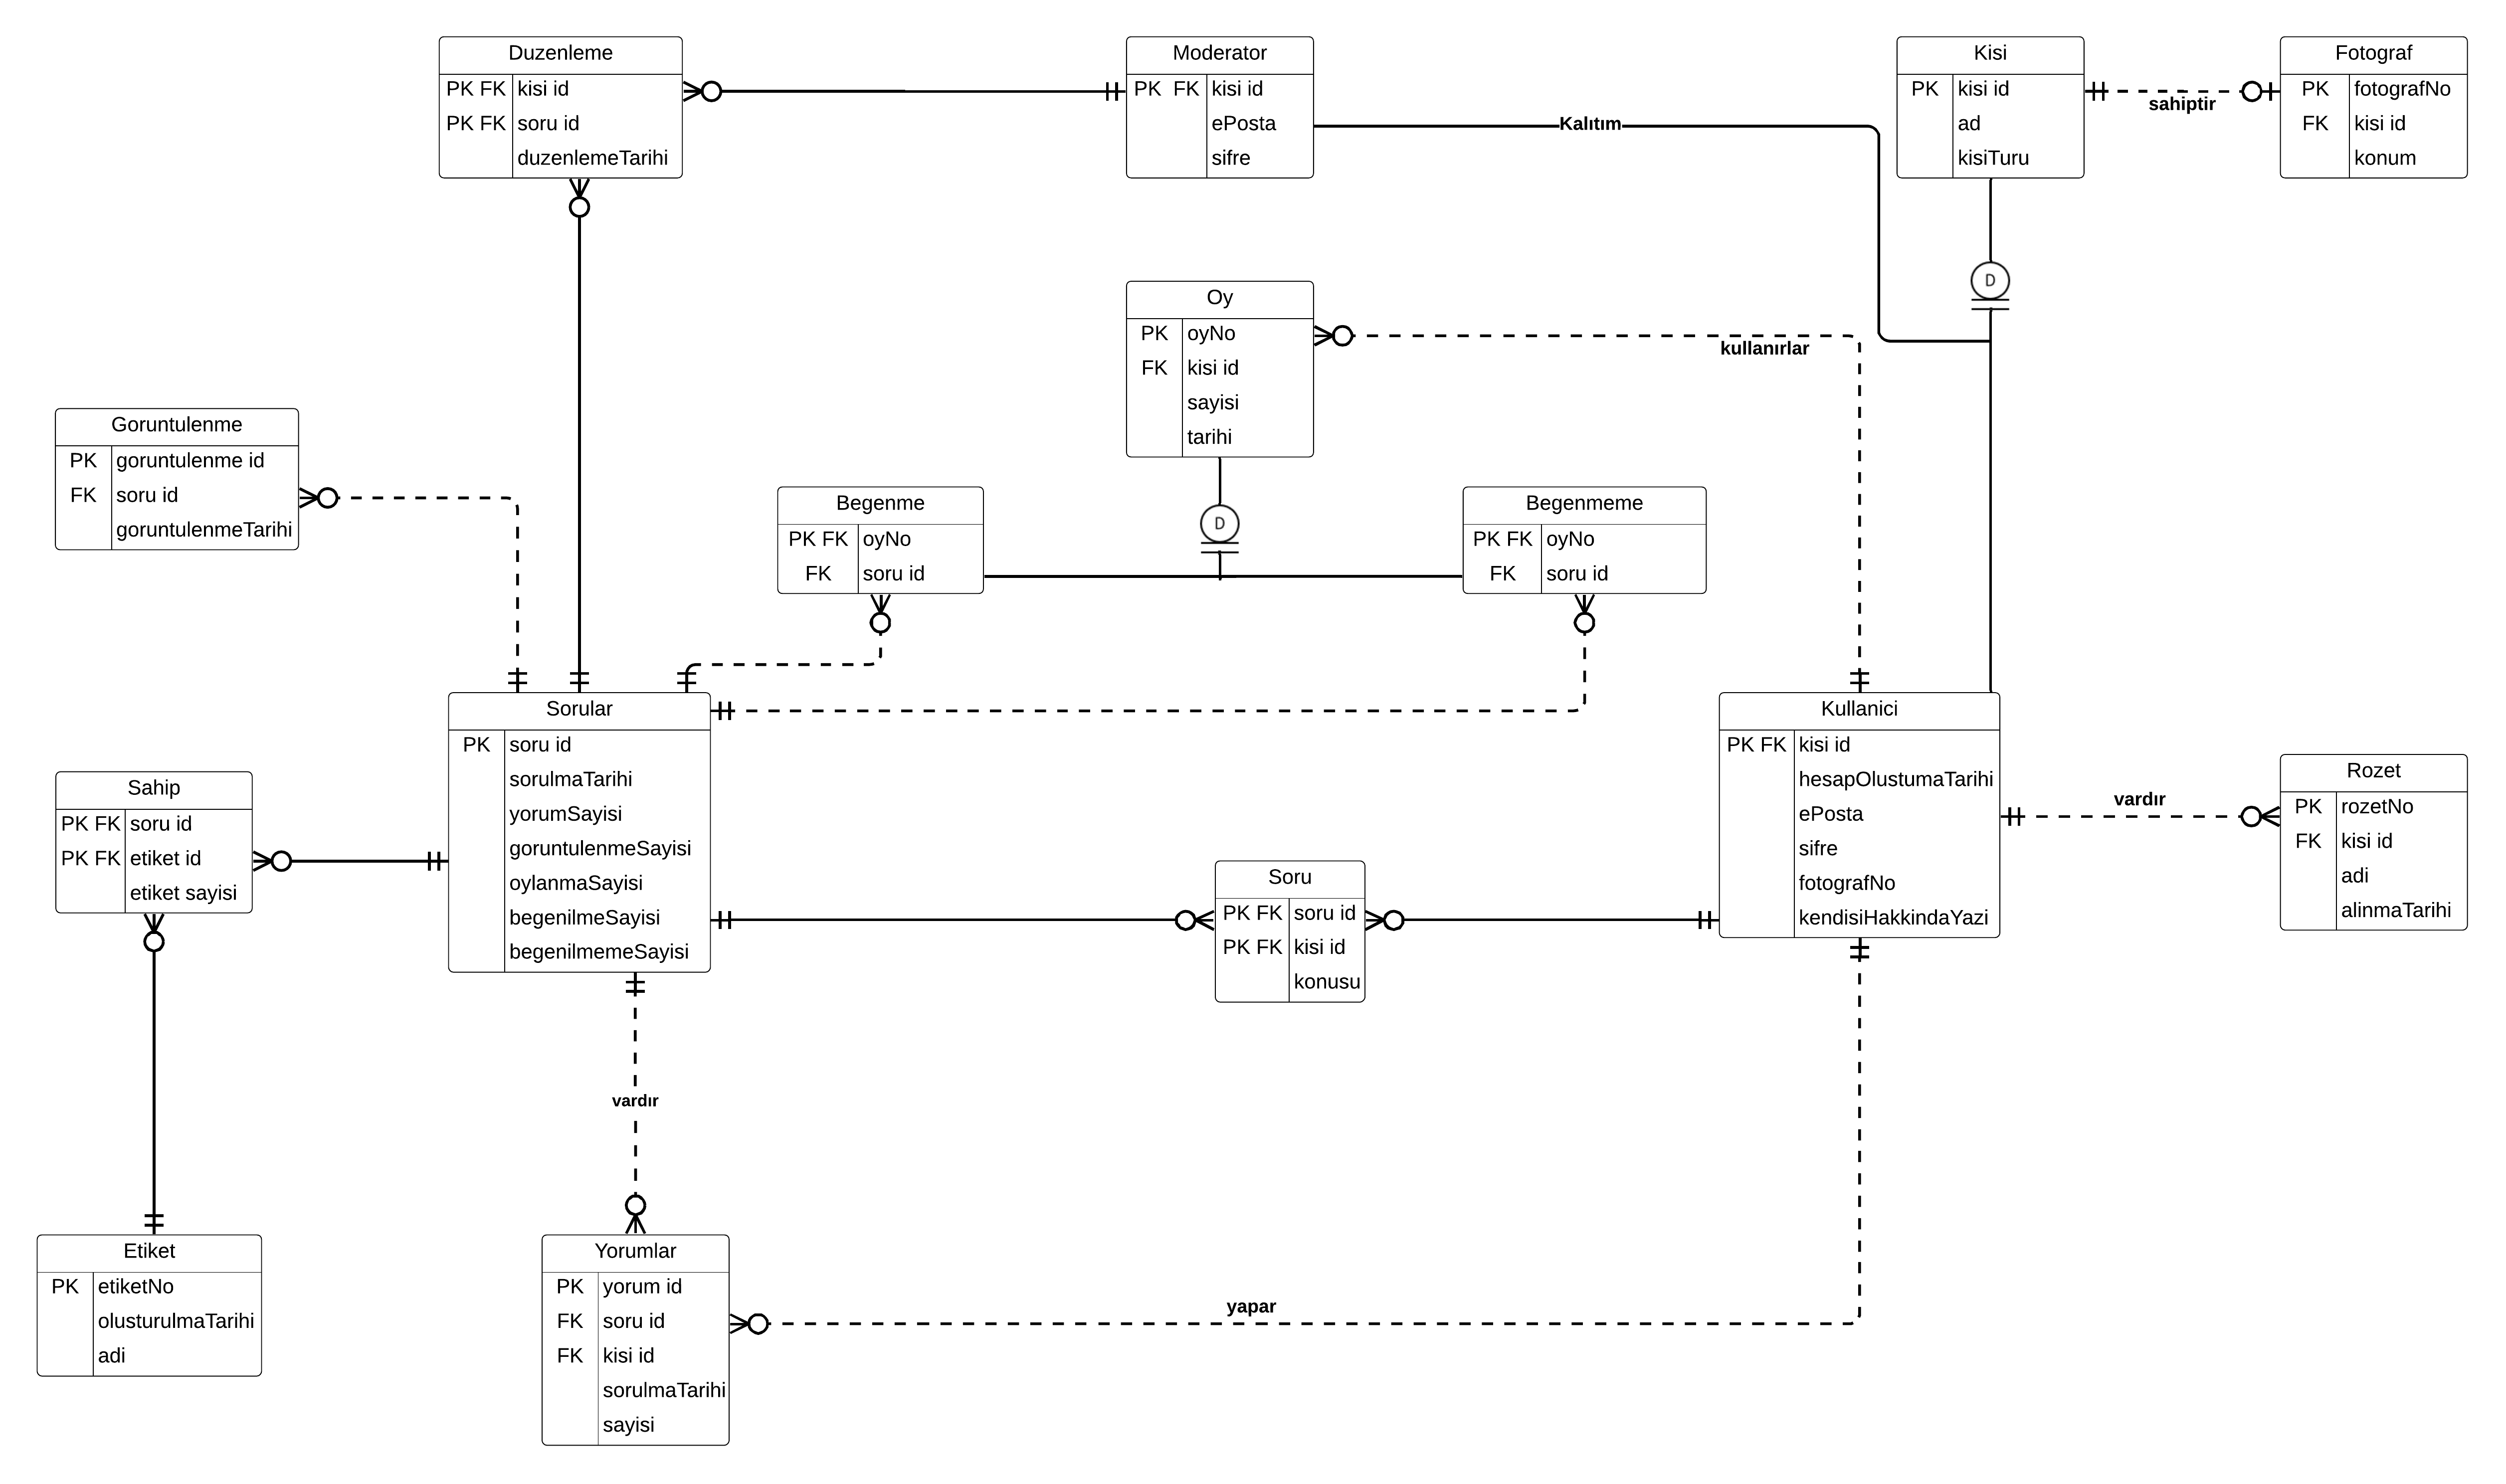 Duzenleme
PK FK kisi id
PK FK soru id
duzenlemeTarihi
Moderator
PK FK kisi id
ePosta
sifre
Kisi
PK kisi id
ad
kisiTuru
Fotograf
PK fotografNo
FK kisi id
konum
sahiptir
Kalıtım
D
Oy
PK oyNo
FK kisi id
sayisi
tarihi
kullanırlar
Goruntulenme
PK goruntulenme id
FK soru id
goruntulenmeTarihi
Begenme
PK FK oyNo
FK soru id
D
Begenmeme
PK FK oyNo
FK soru id
Sorular
PK soru id
sorulmaTarihi
yorumSayisi
goruntulenmeSayisi
oylanmaSayisi
begenilmeSayisi
begenilmemeSayisi
Kullanici
PK FK kisi id
hesapOlustumaTarihi
ePosta
sifre
fotografNo
kendisiHakkindaYazi
vardır
Rozet
PK rozetNo
FK kisi id
adi
alinmaTarihi
Sahip
PK FK soru id
PK FK etiket id
etiket sayisi
Soru
PK FK soru id
PK FK kisi id
konusu
vardır
Etiket
PK etiketNo
olusturulmaTarihi
adi
Yorumlar
PK yorum id
FK soru id
FK kisi id
sorulmaTarihi
sayisi
yapar